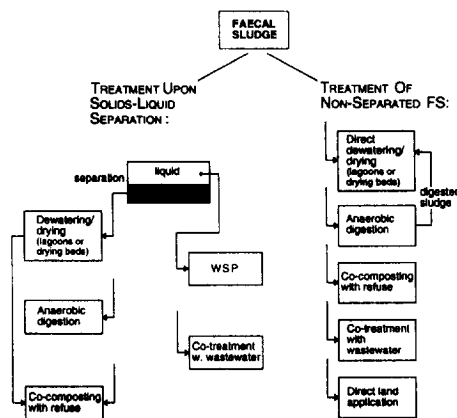 FAECAL
SLUDGE
TREATMENT UPON
SOLIDS-LIQUID
SEPARATION :
TREATMENT OF
NON-SEPARATED FS:
separation
liquid
Dewatering/
drying
(lagoons or
drying beds)
WSP
Anaerobic
digestion
Co-treatment
w. wastewater
Co-composting
with refuse
Direct
dewatering/
drying
(lagoons or
drying beds)
digested
sludge
Anaerobic
digestion
Co-composting
with refuse
Co-treatment
with
wastewater
Direct land
application